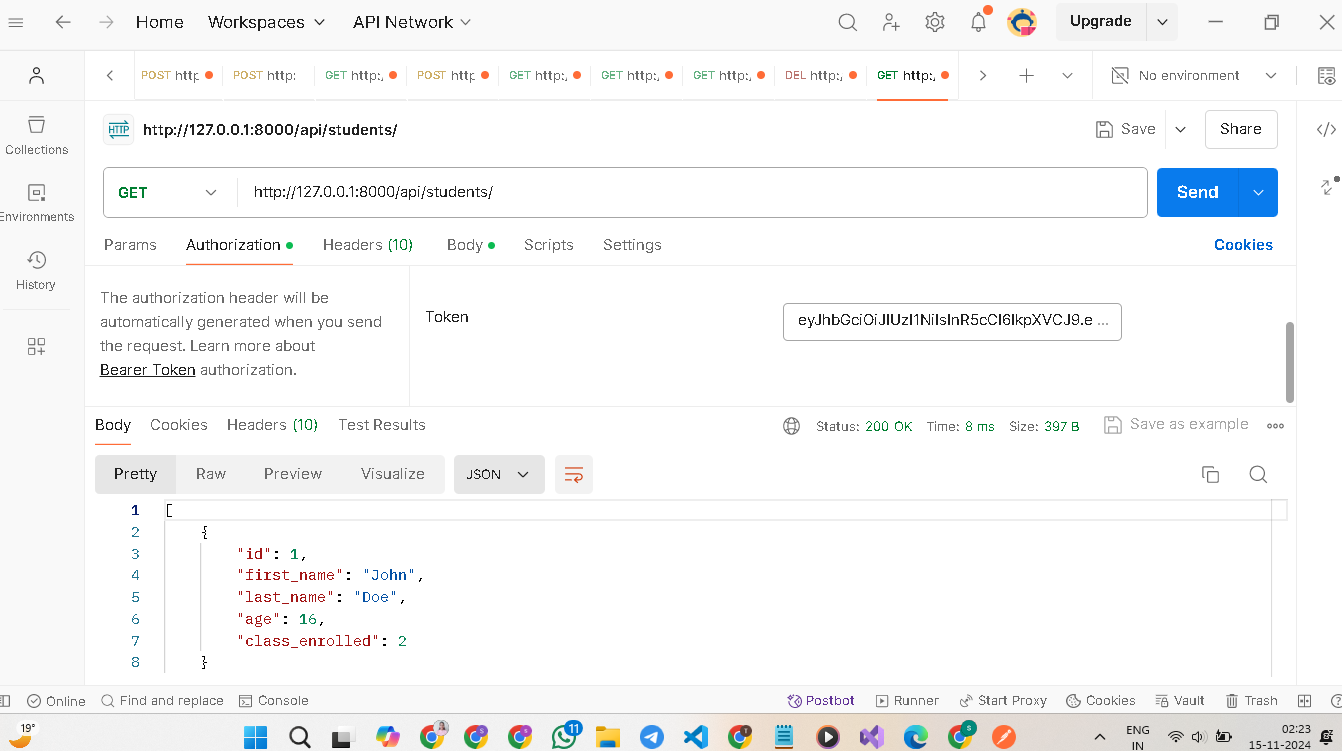 Home Workspaces API Network Upgrade
POST http POST http: GET http:, POST http GET http:, GET http:, GET http:, DEL http:, GET http:, No environment
HTTP http://127.0.0.1:8000/api/students/ Save Share
GET http://127.0.0.1:8000/api/students/ Send
Collections
Environments
History
Params Authorization Headers (10) Body Scripts Settings Cookies
The authorization header will be
automatically generated when you send
the request. Learn more about
Bearer Token authorization.
Token eyJhbGciOiJIUzI1NiIsInR5cCI6IkpXVCJ9.e ...
Body Cookies Headers (10) Test Results Status: 200 OK Time: 8 ms Size: 397 B Save as example
Pretty Raw Preview Visualize JSON
1 [
2 {
3 "id": 1,
4 "first_name": "John",
5 "last_name": "Doe",
6 "age": 16,
7 "class_enrolled": 2
8 }
Online Find and replace Console Postbot Runner Start Proxy Cookies Vault Trash
19° 11 ENG 02:23
IN 15-11-2024